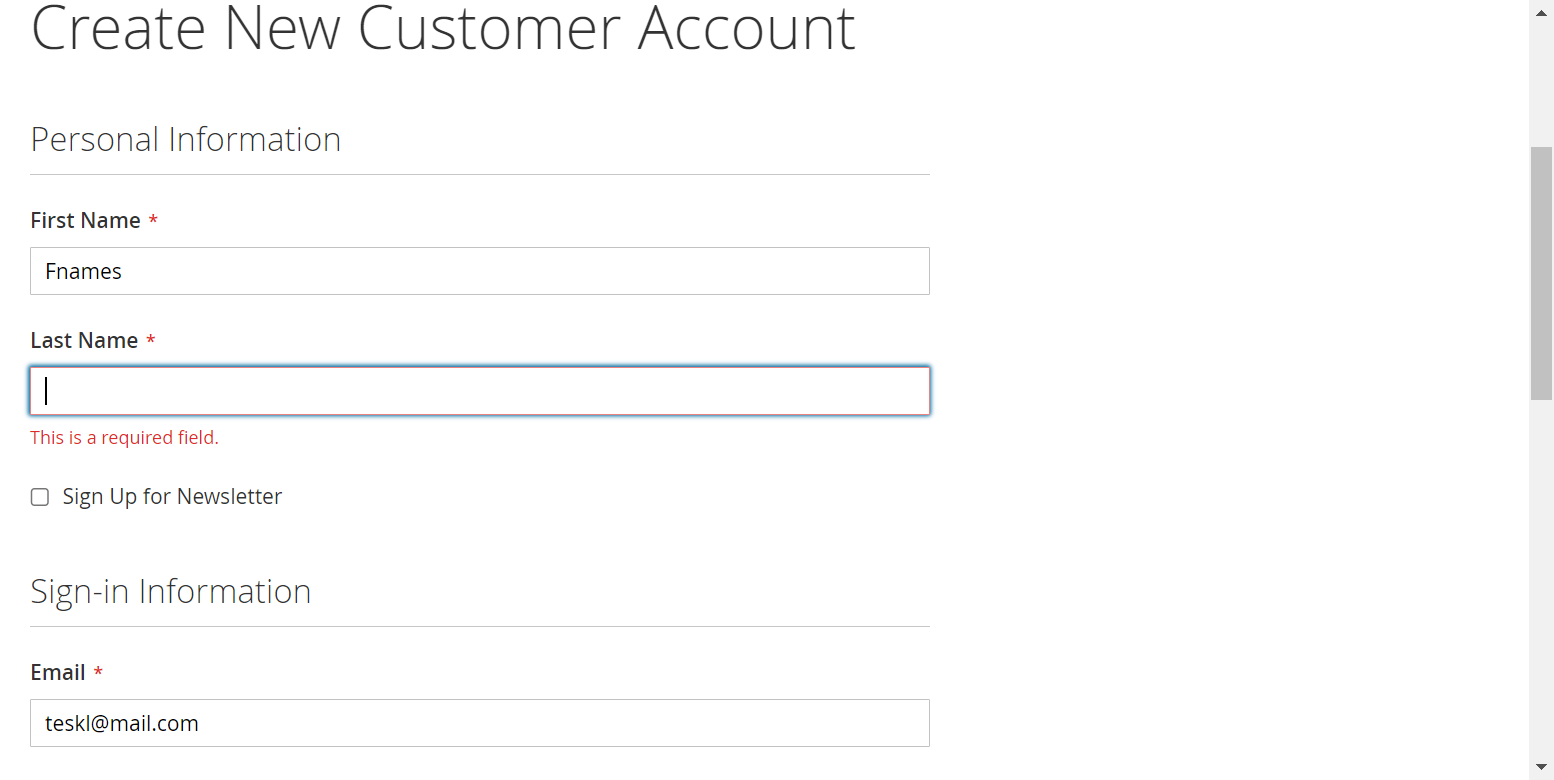 Create New Customer Account
Personal Information
First Name *
Fnames
Last Name *
This is a required field.
Sign Up for Newsletter
Sign-in Information
Email *
teskl@mail.com